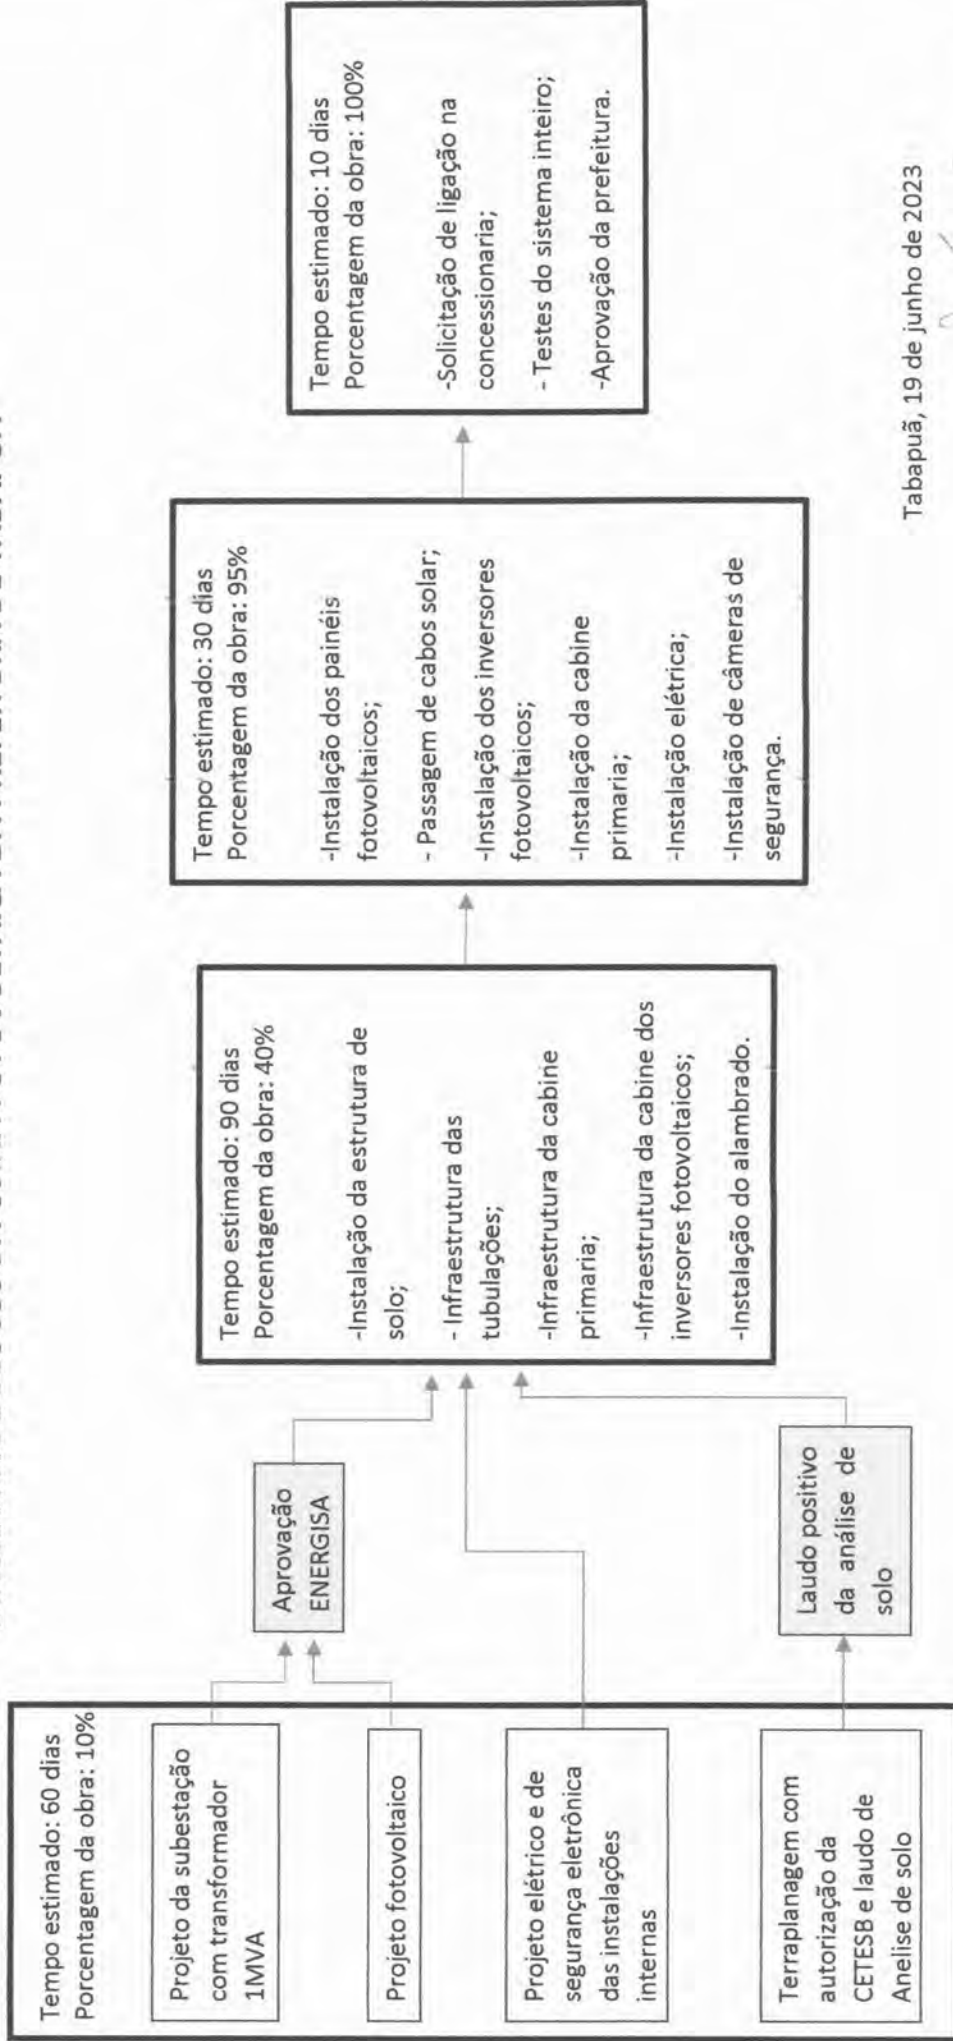 Tempo estimado: 60 dias
Porcentagem da obra: 10%
Projeto da subestação
com transformador
1MVA
Projeto fotovoltaico
Projeto elétrico e de
segurança eletrônica
das instalações
internas
Terraplanagem com
autorização da
CETESB e laudo de
Anelise de solo
Aprovação
ENERGISA
Laudo positivo
da análise de
solo
Tempo estimado: 90 dias
Porcentagem da obra: 40%
-Instalação da estrutura de
solo;
- Infraestrutura das
tubulações;
-Infraestrutura da cabine
primaria;
-Infraestrutura da cabine dos
inversores fotovoltaicos;
-Instalação do alambrado.
Tempo estimado: 30 dias
Porcentagem da obra: 95%
-Instalação dos painéis
fotovoltaicos;
- Passagem de cabos solar;
-Instalação dos inversores
fotovoltaicos;
-Instalação da cabine
primaria;
-Instalação elétrica;
-Instalação de câmeras de
segurança.
Tempo estimado: 10 dias
Porcentagem da obra: 100%
-Solicitação de ligação na
concessionaria;
- Testes do sistema inteiro;
-Aprovação da prefeitura.
Tabapuã, 19 de junho de 2023